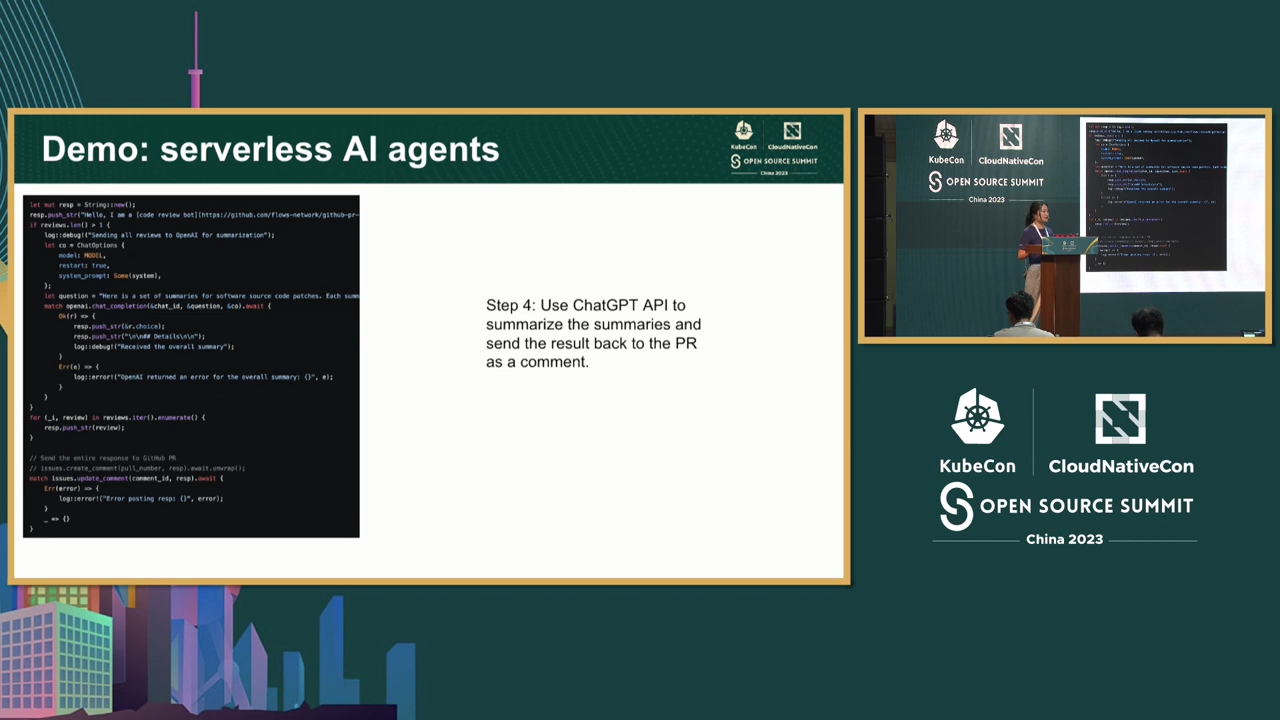 Demo: serverless AI agents
KubeCon
CloudNativeCon
OPEN SOURCE SUMMIT
China 2023
let mut resp = String::new();
resp.push_str("Hello, I am a [code review bot](https://github.com/flows-network/github-pr-
if reviews.len() > 1 {
log::debug!("Sending all reviews to OpenAI for summarization");
let co = ChatOptions {
model: MODEL,
restart: true,
system_prompt: Some(system),
};
let question = "Here is a set of summaries for software source code patches. Each summ
match openai.chat_completion(&chat_id, &question, &co).await {
Ok(r) => {
resp.push_str(&r.choice);
resp.push_str("\n\n## Details\n\n");
log::debug!("Received the overall summary");
}
Err(e) => {
log::error!("OpenAI returned an error for the overall summary: {}", e);
}
}
}
for (_i, review) in reviews.iter().enumerate() {
resp.push_str(review);
}
// Send the entire response to GitHub PR
// issues.create_comment(pull_number, resp).await.unwrap();
match issues.update_comment(comment_id, resp).await {
Err(error) => {
log::error!("Error posting resp: {}", error);
}
_ => {}
}
Step 4: Use ChatGPT API to
summarize the summaries and
send the result back to the PR
as a comment.
KubeCon
CloudNativeCon
OPEN SOURCE SUMMIT
China 2023
KubeCon
CloudNativeCon
OPEN SOURCE SUMMIT
China 2023